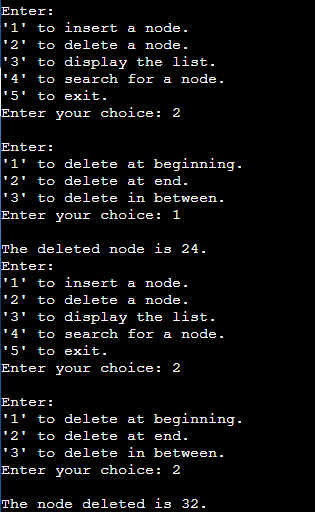 Enter:
'1' to insert a node.
'2' to delete a node.
'3' to display the list.
'4' to search for a node.
'5' to exit.
Enter your choice: 2
Enter:
'1' to delete at beginning.
'2' to delete at end.
'3' to delete in between.
Enter your choice: 1
The deleted node is 24.
Enter:
'1' to insert a node.
'2' to delete a node.
'3' to display the list.
'4' to search for a node.
'5' to exit.
Enter your choice: 2
Enter:
'1' to delete at beginning.
'2' to delete at end.
'3' to delete in between.
Enter your choice: 2
The node deleted is 32.